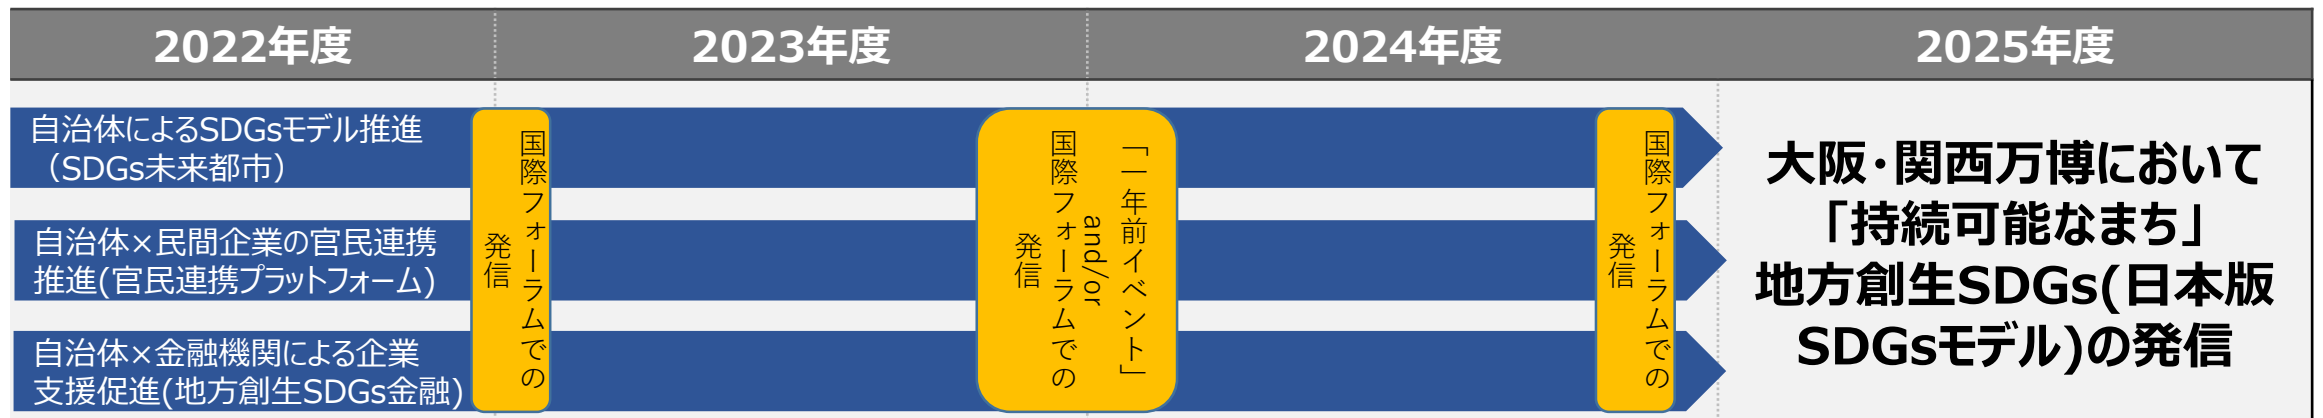 2022年度
2023年度
2024年度
2025年度
自治体によるSDGsモデル推進
（SDGs未来都市）
自治体×民間企業の官民連携
推進(官民連携プラットフォーム)
自治体×金融機関による企業
支援促進(地方創生SDGs金融)
国際フォーラムでの
発信
「一年前イベント」
and/or
国際フォーラムでの
発信
国際フォーラムでの
発信
大阪・関西万博において
「持続可能なまち」
地方創生SDGs(日本版
SDGsモデル)の発信